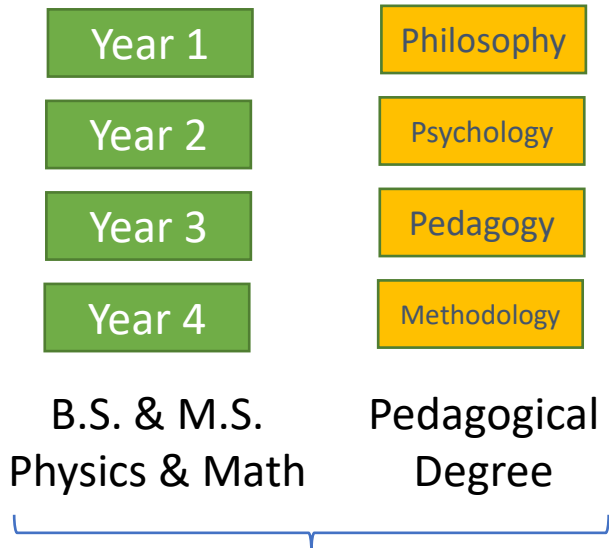 Year 1
Philosophy
Year 2
Psychology
Year 3
Pedagogy
Year 4
Methodology
B.S. & M.S.
Physics & Math
Pedagogical
Degree